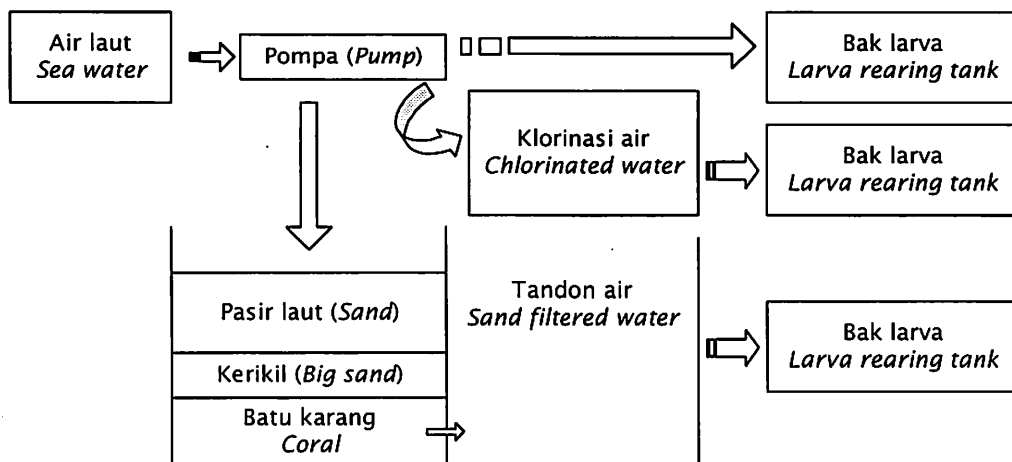 Air laut
Sea water
Pompa (Pump)
Bak larva
Larva rearing tank
Klorinasi air
Chlorinated water
Bak larva
Larva rearing tank
Pasir laut (Sand)
Kerikil (Big sand)
Batu karang
Coral
Tandon air
Sand filtered water
Bak larva
Larva rearing tank